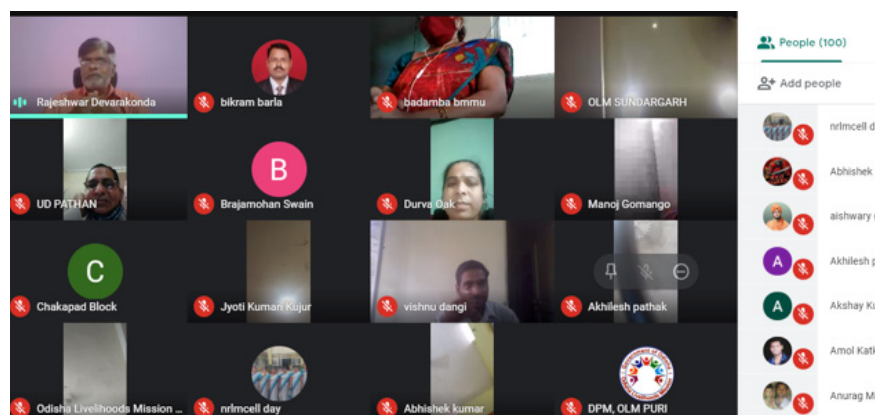 People (100)
Add people
Rajeshwar Devarakonda
bikram barla
badamba bmmu
OLM SUNDARGARH
UD PATHAN
B
Brajamohan Swain
Durva Oak
Manoj Gomango
C
Chakapad Block
Jyoti Kumari Kujur
vishnu dangi
Akhilesh pathak
Odisha Livelihoods Mission ...
nrlmcell day
Abhishek kumar
DPM, OLM PURI
nrlmcell d
Abhishek
aishwary
A
Akhilesh p
A
Akshay Ku
Amol Katk
Anurag Mi